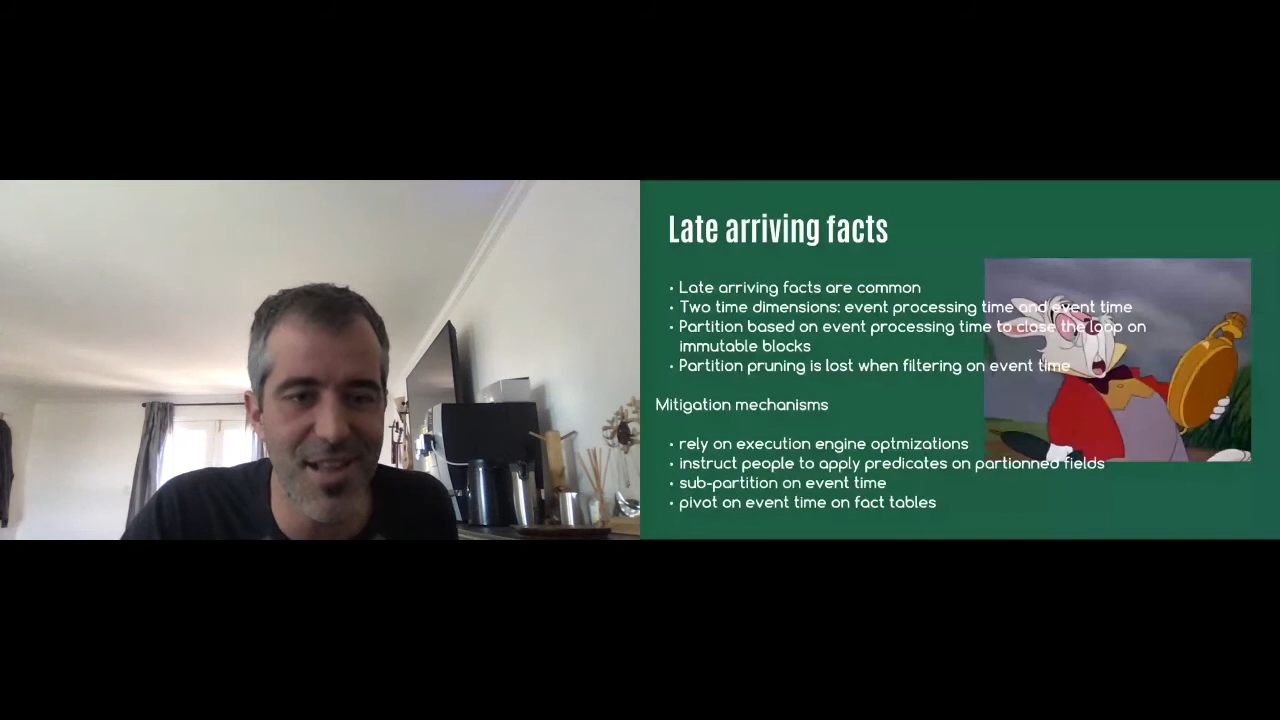 Late arriving facts
• Late arriving facts are common
• Two time dimensions: event processing time and event time
• Partition based on event processing time to close the loop on
immutable blocks
• Partition pruning is lost when filtering on event time
Mitigation mechanisms
• rely on execution engine optmizations
• instruct people to apply predicates on partionned fields
• sub-partition on event time
• pivot on event time on fact tables